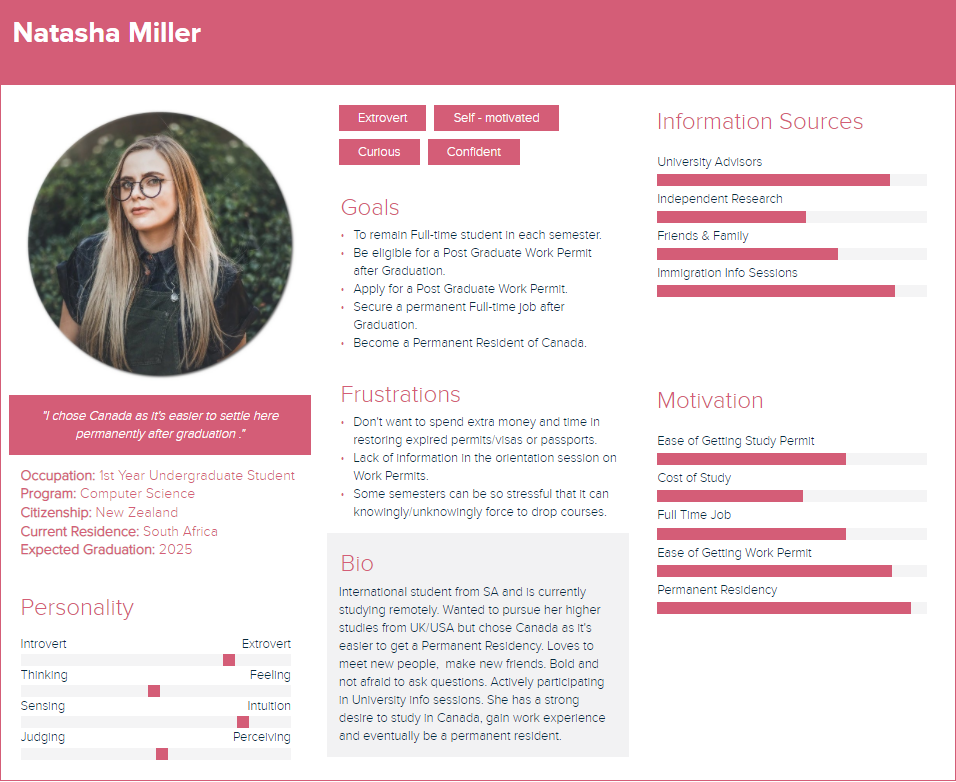 Natasha Miller
"I chose Canada as it's easier to settle here
permanently after graduation ."
Occupation: 1st Year Undergraduate Student
Program: Computer Science
Citizenship: New Zealand
Current Residence: South Africa
Expected Graduation: 2025
Personality
Introvert Extrovert
Thinking Feeling
Sensing Intuition
Judging Perceiving
Extrovert Self - motivated
Curious Confident
Goals
To remain Full-time student in each semester.
Be eligible for a Post Graduate Work Permit
after Graduation.
Apply for a Post Graduate Work Permit.
Secure a permanent Full-time job after
Graduation.
Become a Permanent Resident of Canada.
Frustrations
Don't want to spend extra money and time in
restoring expired permits/visas or passports.
Lack of information in the orientation session on
Work Permits.
Some semesters can be so stressful that it can
knowingly/unknowingly force to drop courses.
Bio
International student from SA and is currently
studying remotely. Wanted to pursue her higher
studies from UK/USA but chose Canada as it's
easier to get a Permanent Residency. Loves to
meet new people, make new friends. Bold and
not afraid to ask questions. Actively participating
in University info sessions. She has a strong
desire to study in Canada, gain work experience
and eventually be a permanent resident.
Information Sources
University Advisors
Independent Research
Friends & Family
Immigration Info Sessions
Motivation
Ease of Getting Study Permit
Cost of Study
Full Time Job
Ease of Getting Work Permit
Permanent Residency